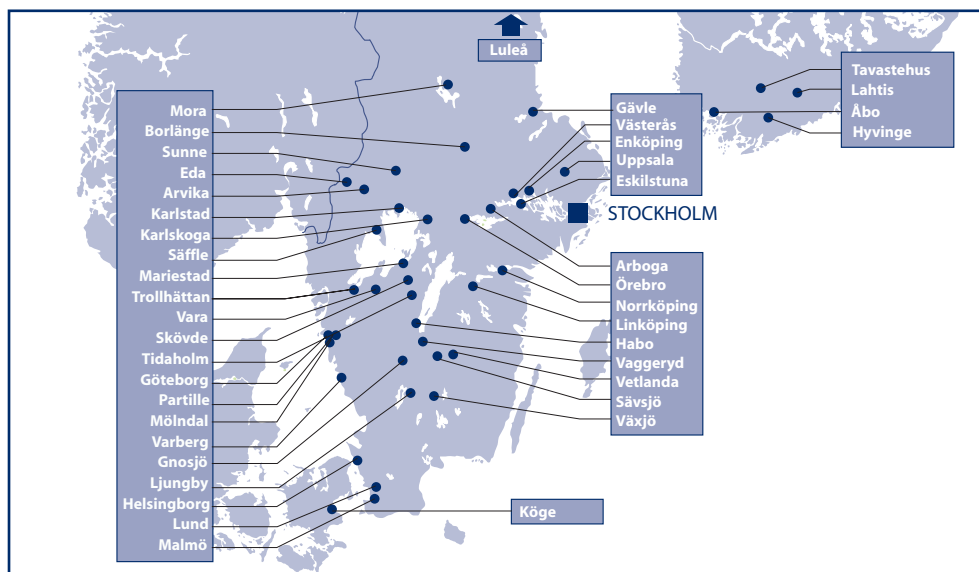 Luleå
Tavastehus
Lahtis
Åbo
Hyvinge
Mora
Borlänge
Sunne
Eda
Arvika
Karlstad
Karlskoga
Säffle
Mariestad
Trollhättan
Vara
Skövde
Tidaholm
Göteborg
Partille
Mölndal
Varberg
Gnosjö
Ljungby
Helsingborg
Lund
Malmö
Gävle
Västerås
Enköping
Uppsala
Eskilstuna
STOCKHOLM
Arboga
Örebro
Norrköping
Linköping
Habo
Vaggeryd
Vetlanda
Sävsjö
Växjö
Köge